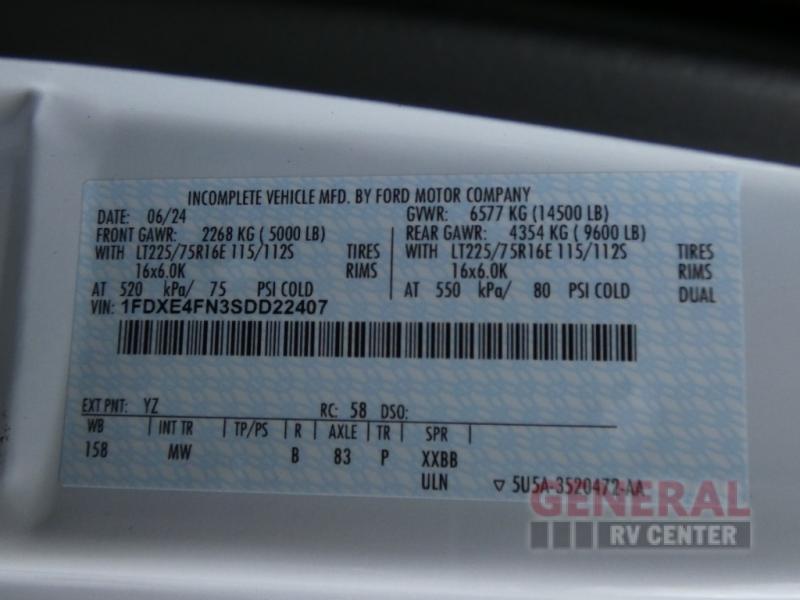 INCOMPLETE VEHICLE MFD. BY FORD MOTOR COMPANY
DATE: 06/24 GVWR: 6577 KG (14500 LB)
FRONT GAWR: 2268 KG ( 5000 LB) REAR GAWR: 4354 KG ( 9600 LB)
WITH LT225/75R16E 115/112S TIRES WITH LT225/75R16E 115/112S TIRES
16x6.0K RIMS 16x6.0K RIMS
AT 520 kPa/ 75 PSI COLD AT 550 kPa/ 80 PSI COLD DUAL
VIN: 1FDXE4FN3SDD22407
EXT PNT: YZ RC: 58 DSO:
WB INT TR TP/PS R AXLE TR SPR
158 MW B 83 P XXBB
ULN ▽ 5U5A-3520472-AA
GENERAL
RV CENTER